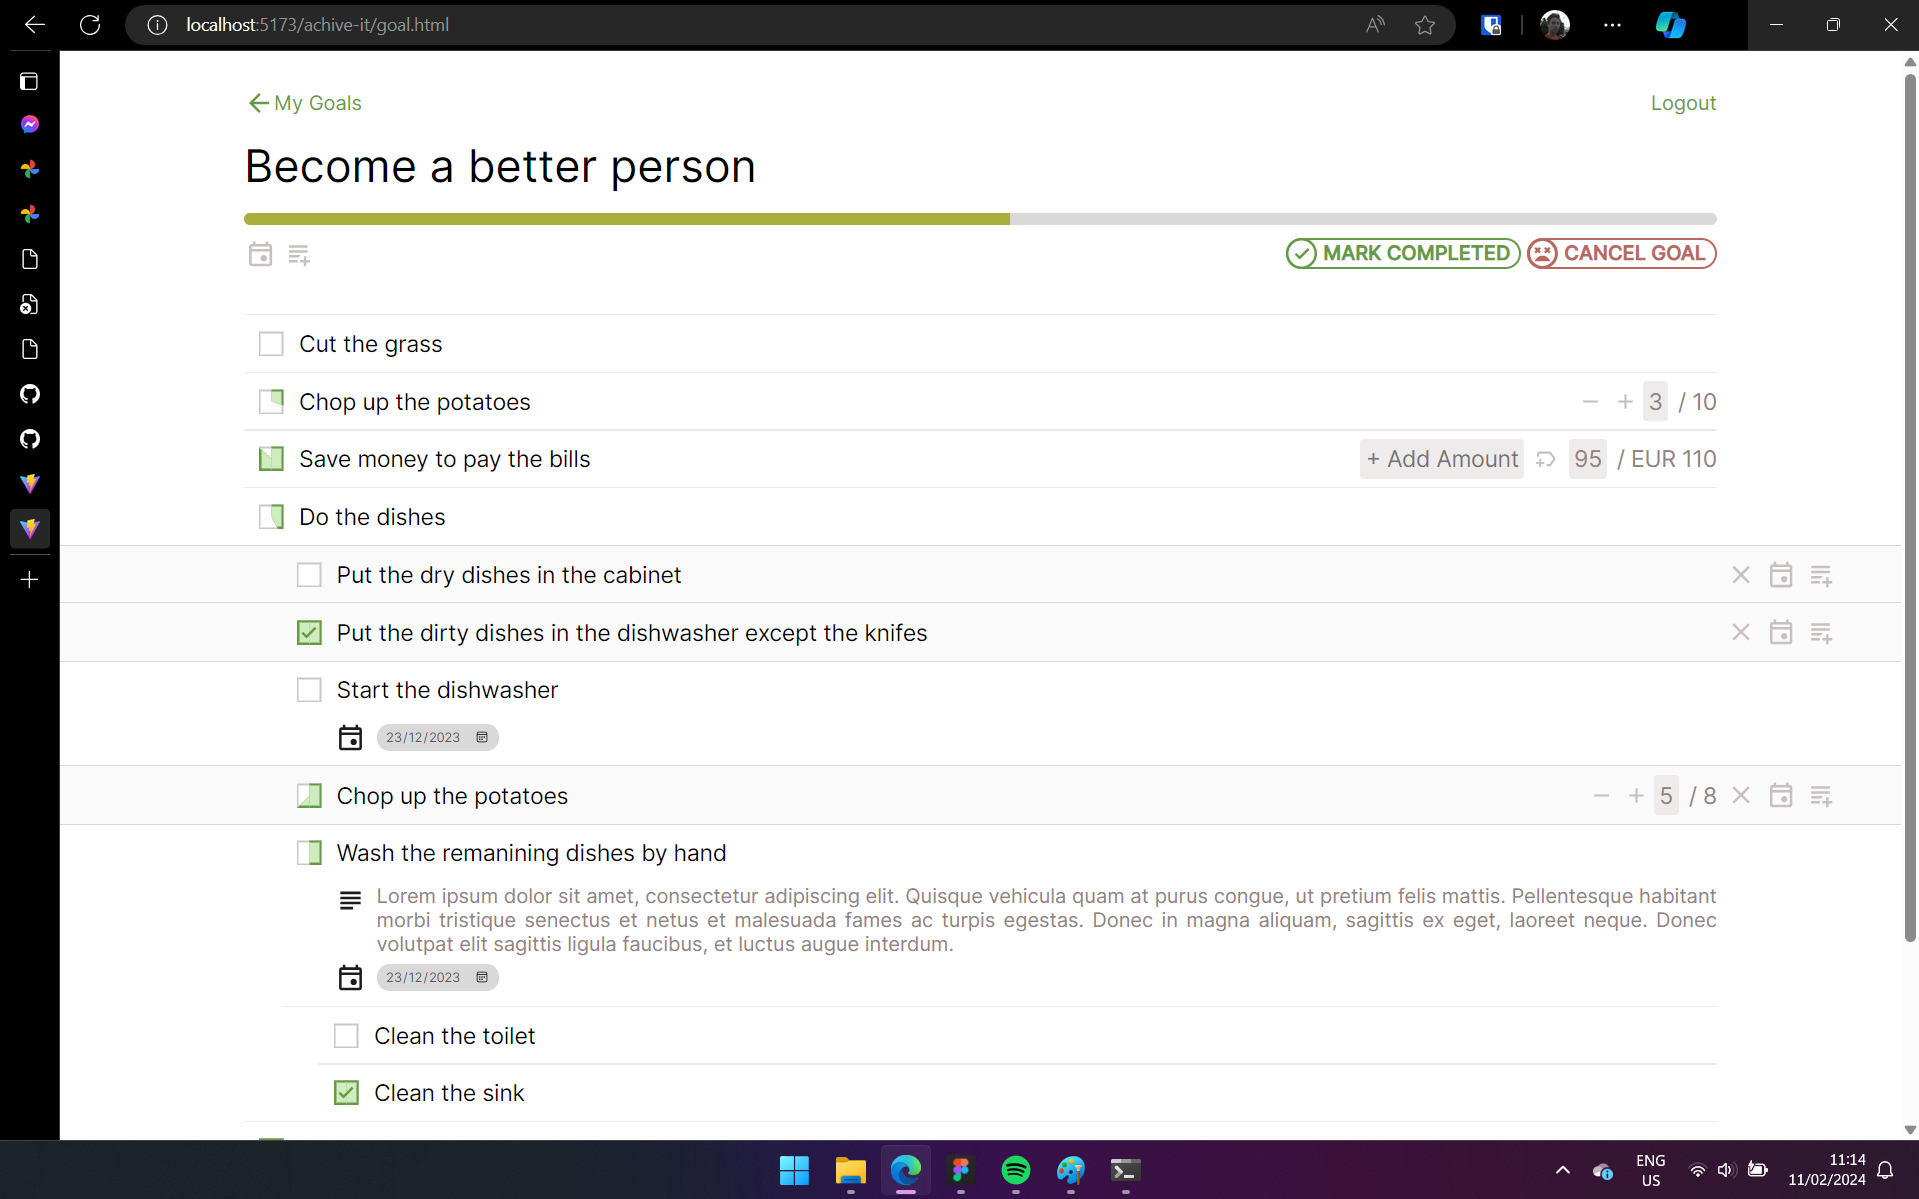 localhost:5173/achive-it/goal.html
My Goals
Logout
Become a better person
MARK COMPLETED
CANCEL GOAL
Cut the grass
Chop up the potatoes
− + 3 / 10
Save money to pay the bills
+ Add Amount 95 / EUR 110
Do the dishes
Put the dry dishes in the cabinet
Put the dirty dishes in the dishwasher except the knifes
Start the dishwasher
23/12/2023
Chop up the potatoes
− + 5 / 8
Wash the remanining dishes by hand
Lorem ipsum dolor sit amet, consectetur adipiscing elit. Quisque vehicula quam at purus congue, ut pretium felis mattis. Pellentesque habitant
morbi tristique senectus et netus et malesuada fames ac turpis egestas. Donec in magna aliquam, sagittis ex eget, laoreet neque. Donec
volutpat elit sagittis ligula faucibus, et luctus augue interdum.
23/12/2023
Clean the toilet
Clean the sink
ENG
US
11:14
11/02/2024